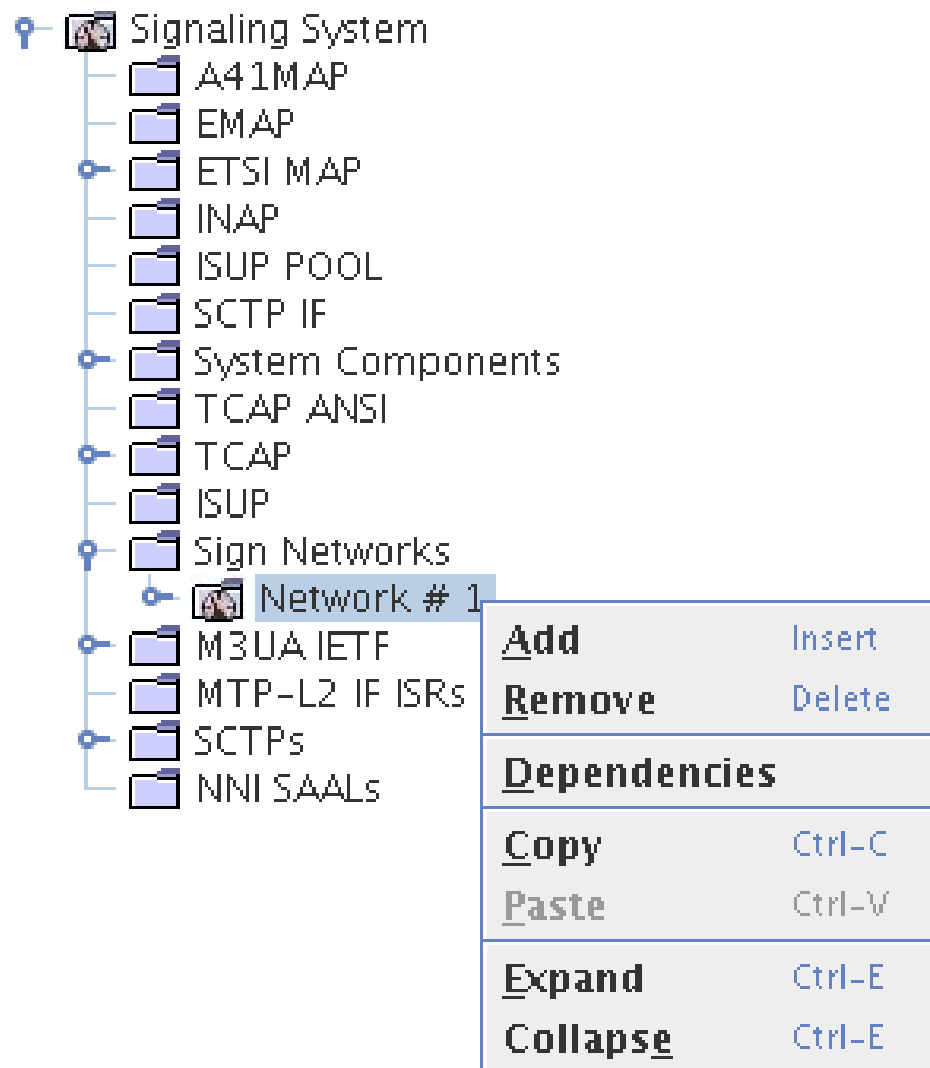 Signaling System
A41MAP
EMAP
ETSI MAP
INAP
ISUP POOL
SCTP IF
System Components
TCAP ANSI
TCAP
ISUP
Sign Networks
Network # 1
M3UA IETF
MTP-L2 IF ISRs
SCTPs
NNI SAALs
Add Insert
Remove Delete
Dependencies
Copy Ctrl-C
Paste Ctrl-V
Expand Ctrl-E
Collapse Ctrl-E